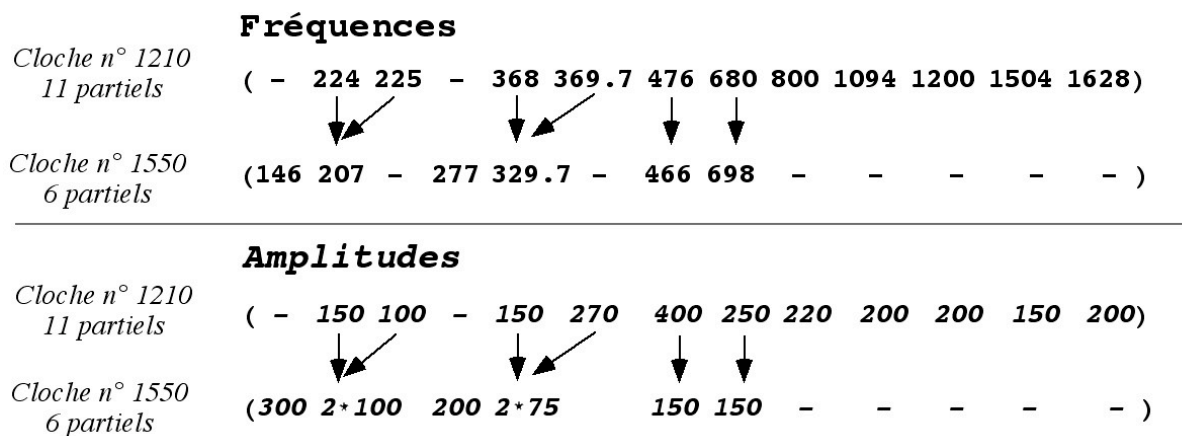 Fréquences
Cloche n° 1210
11 partiels
( - 224 225 - 368 369.7 476 680 800 1094 1200 1504 1628)
Cloche n° 1550
6 partiels
(146 207 - 277 329.7 - 466 698 - - - - - )
Amplitudes
Cloche n° 1210
11 partiels
( - 150 100 - 150 270 400 250 220 200 200 150 200)
Cloche n° 1550
6 partiels
(300 2*100 200 2*75 150 150 - - - - - )